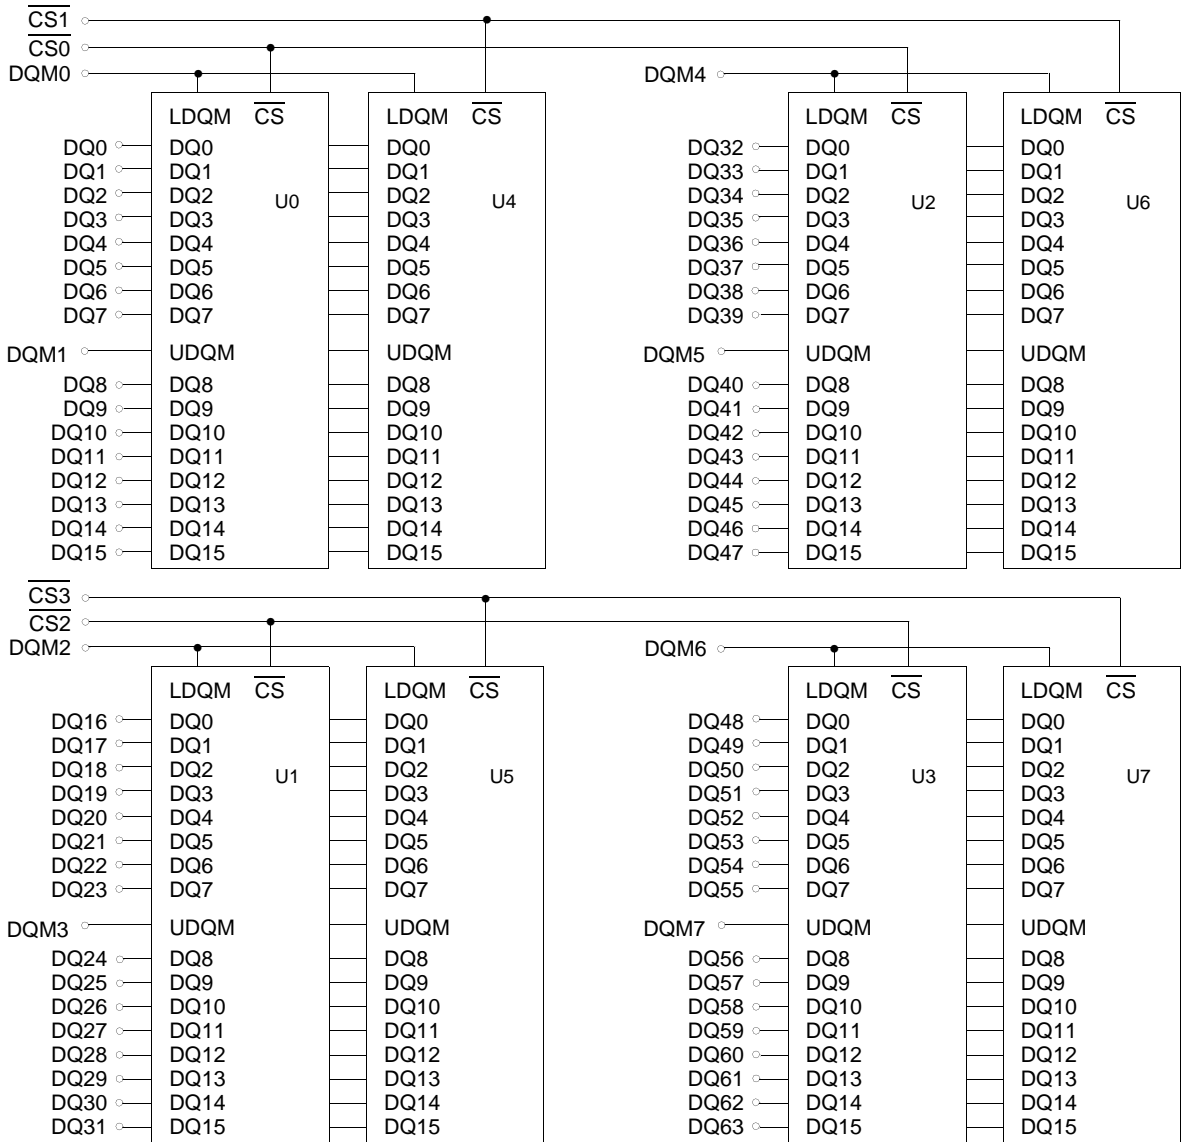 CS1
CS0
DQM0 DQM4
LDQM CS LDQM CS LDQM CS LDQM CS
DQ0 DQ0 DQ0 DQ32 DQ0 DQ0
DQ1 DQ1 DQ1 DQ33 DQ1 DQ1
DQ2 DQ2 U0 DQ2 U4 DQ34 DQ2 U2 DQ2 U6
DQ3 DQ3 DQ3 DQ35 DQ3 DQ3
DQ4 DQ4 DQ4 DQ36 DQ4 DQ4
DQ5 DQ5 DQ5 DQ37 DQ5 DQ5
DQ6 DQ6 DQ6 DQ38 DQ6 DQ6
DQ7 DQ7 DQ7 DQ39 DQ7 DQ7
DQM1 UDQM UDQM DQM5 UDQM UDQM
DQ8 DQ8 DQ8 DQ40 DQ8 DQ8
DQ9 DQ9 DQ9 DQ41 DQ9 DQ9
DQ10 DQ10 DQ10 DQ42 DQ10 DQ10
DQ11 DQ11 DQ11 DQ43 DQ11 DQ11
DQ12 DQ12 DQ12 DQ44 DQ12 DQ12
DQ13 DQ13 DQ13 DQ45 DQ13 DQ13
DQ14 DQ14 DQ14 DQ46 DQ14 DQ14
DQ15 DQ15 DQ15 DQ47 DQ15 DQ15
CS3
CS2
DQM2 DQM6
LDQM CS LDQM CS LDQM CS LDQM CS
DQ16 DQ0 DQ0 DQ48 DQ0 DQ0
DQ17 DQ1 DQ1 DQ49 DQ1 DQ1
DQ18 DQ2 U1 DQ2 U5 DQ50 DQ2 U3 DQ2 U7
DQ19 DQ3 DQ3 DQ51 DQ3 DQ3
DQ20 DQ4 DQ4 DQ52 DQ4 DQ4
DQ21 DQ5 DQ5 DQ53 DQ5 DQ5
DQ22 DQ6 DQ6 DQ54 DQ6 DQ6
DQ23 DQ7 DQ7 DQ55 DQ7 DQ7
DQM3 UDQM UDQM DQM7 UDQM UDQM
DQ24 DQ8 DQ8 DQ56 DQ8 DQ8
DQ25 DQ9 DQ9 DQ57 DQ9 DQ9
DQ26 DQ10 DQ10 DQ58 DQ10 DQ10
DQ27 DQ11 DQ11 DQ59 DQ11 DQ11
DQ28 DQ12 DQ12 DQ60 DQ12 DQ12
DQ29 DQ13 DQ13 DQ61 DQ13 DQ13
DQ30 DQ14 DQ14 DQ62 DQ14 DQ14
DQ31 DQ15 DQ15 DQ63 DQ15 DQ15